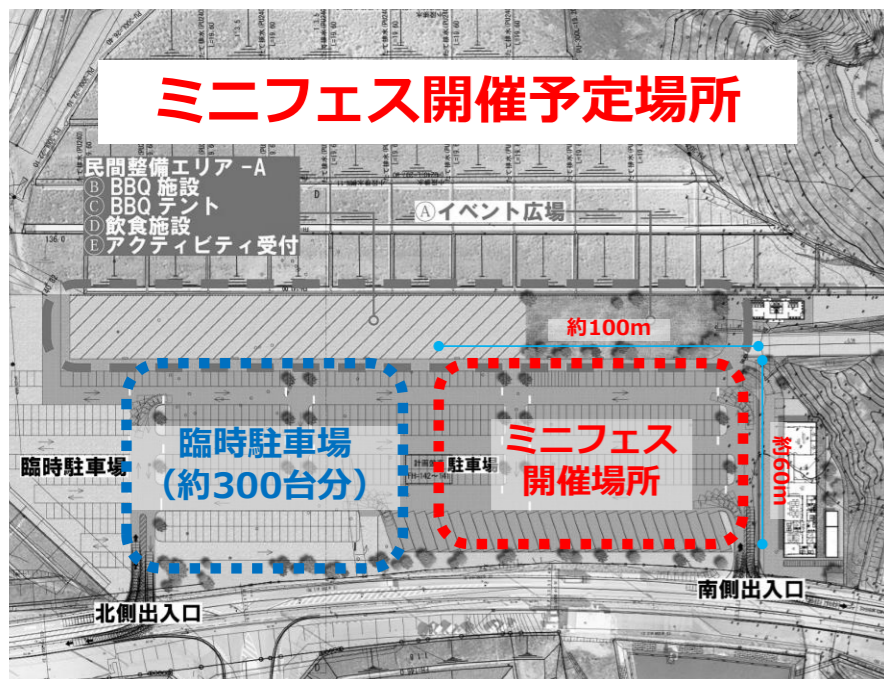 ミニフェス開催予定場所
民間整備エリア -A
Ⓑ BBQ 施設
Ⓒ BBQ テント
Ⓓ 飲食施設
Ⓔ アクティビティ受付
Ⓐイベント広場
136.0
約100m
臨時駐車場
臨時駐車場
(約300台分)
駐車場
ミニフェス
開催場所
約60m
北側出入口
南側出入口